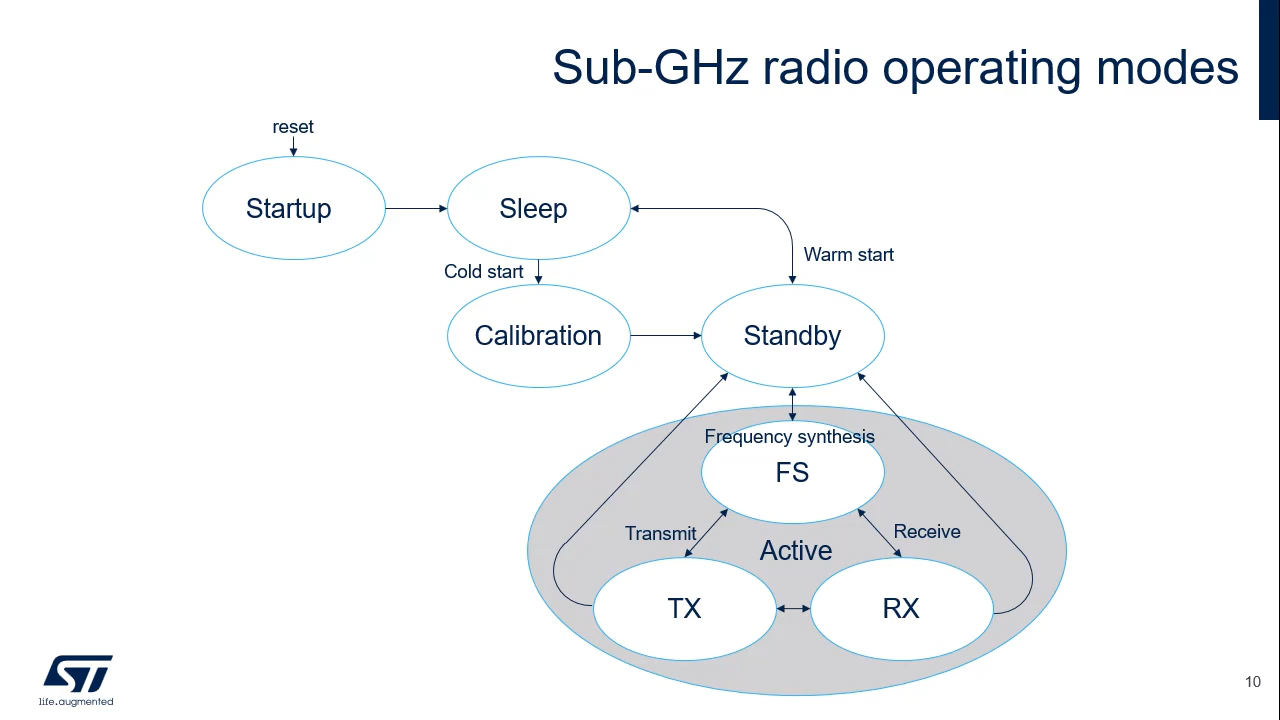 Sub-GHz radio operating modes
reset
Startup
Sleep
Cold start
Warm start
Calibration
Standby
Frequency synthesis
FS
Transmit
Receive
Active
TX
RX
ST
life.augmented
10